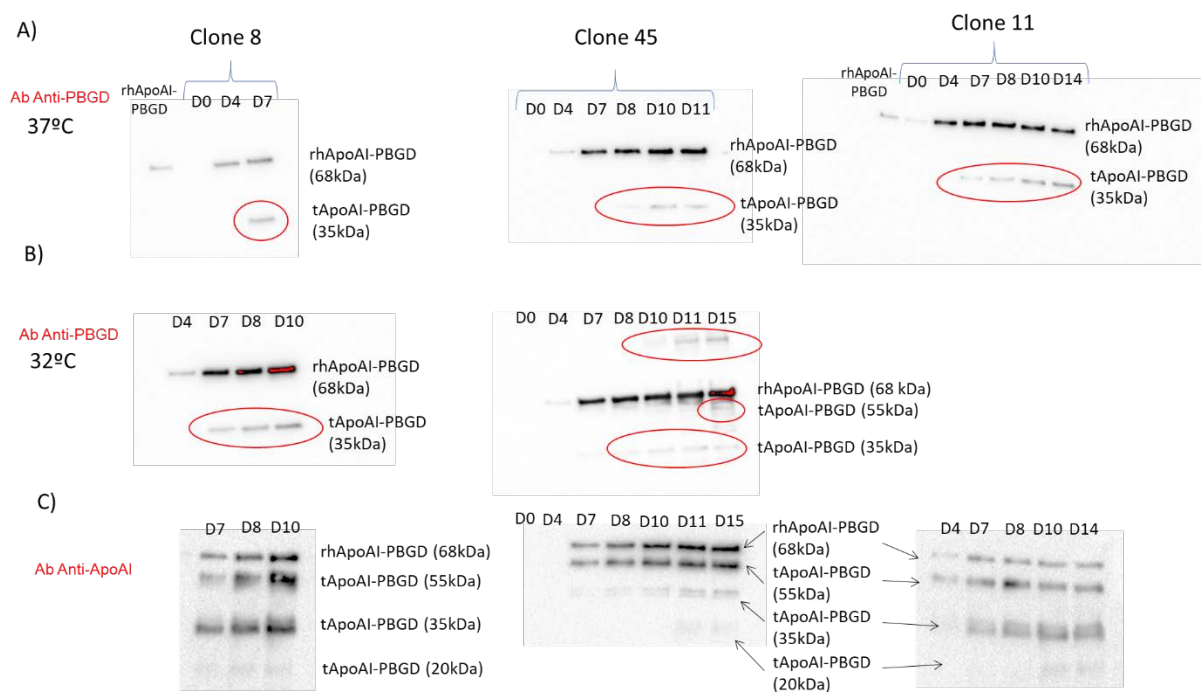 A)
Clone 8
Clone 45
Clone 11
Ab Anti-PBGD
37ºC
rhApoAI-
PBGD
D0 D4 D7
rhApoAI-PBGD
(68kDa)
tApoAI-PBGD
(35kDa)
D0 D4 D7 D8 D10 D11
rhApoAI-PBGD
(68kDa)
tApoAI-PBGD
(35kDa)
rhApoAI-
PBGD
D0 D4 D7 D8 D10 D14
rhApoAI-PBGD
(68kDa)
tApoAI-PBGD
(35kDa)
B)
Ab Anti-PBGD
32ºC
D4 D7 D8 D10
rhApoAI-PBGD
(68kDa)
tApoAI-PBGD
(35kDa)
D0 D4 D7 D8 D10 D11 D15
rhApoAI-PBGD (68 kDa)
tApoAI-PBGD (55kDa)
tApoAI-PBGD (35kDa)
C)
Ab Anti-ApoAI
D7 D8 D10
rhApoAI-PBGD (68kDa)
tApoAI-PBGD (55kDa)
tApoAI-PBGD (35kDa)
tApoAI-PBGD (20kDa)
D0 D4 D7 D8 D10 D11 D15
rhApoAI-PBGD
(68kDa)
tApoAI-PBGD
(55kDa)
tApoAI-PBGD
(35kDa)
tApoAI-PBGD
(20kDa)
D4 D7 D8 D10 D14